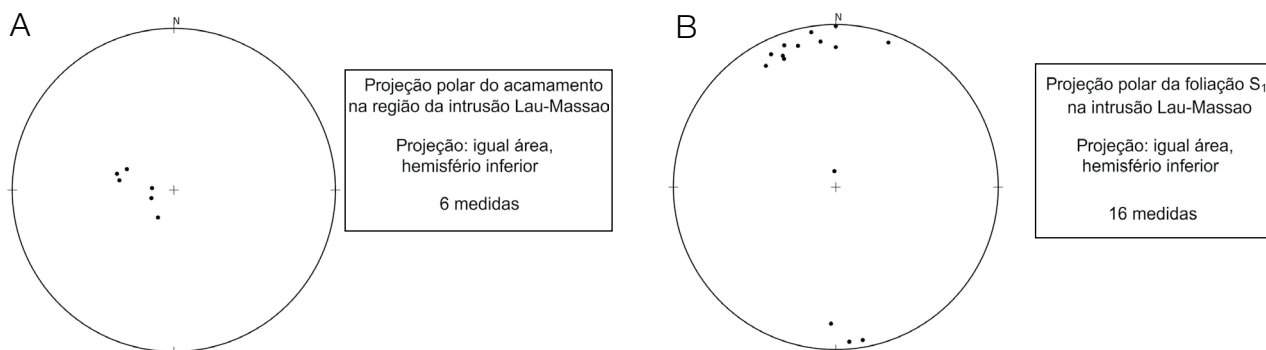 A
N
Projeção polar do acamamento
na região da intrusão Lau-Massao
Projeção: igual área,
hemisfério inferior
6 medidas
B
N
Projeção polar da foliação S₁
na intrusão Lau-Massao
Projeção: igual área,
hemisfério inferior
16 medidas